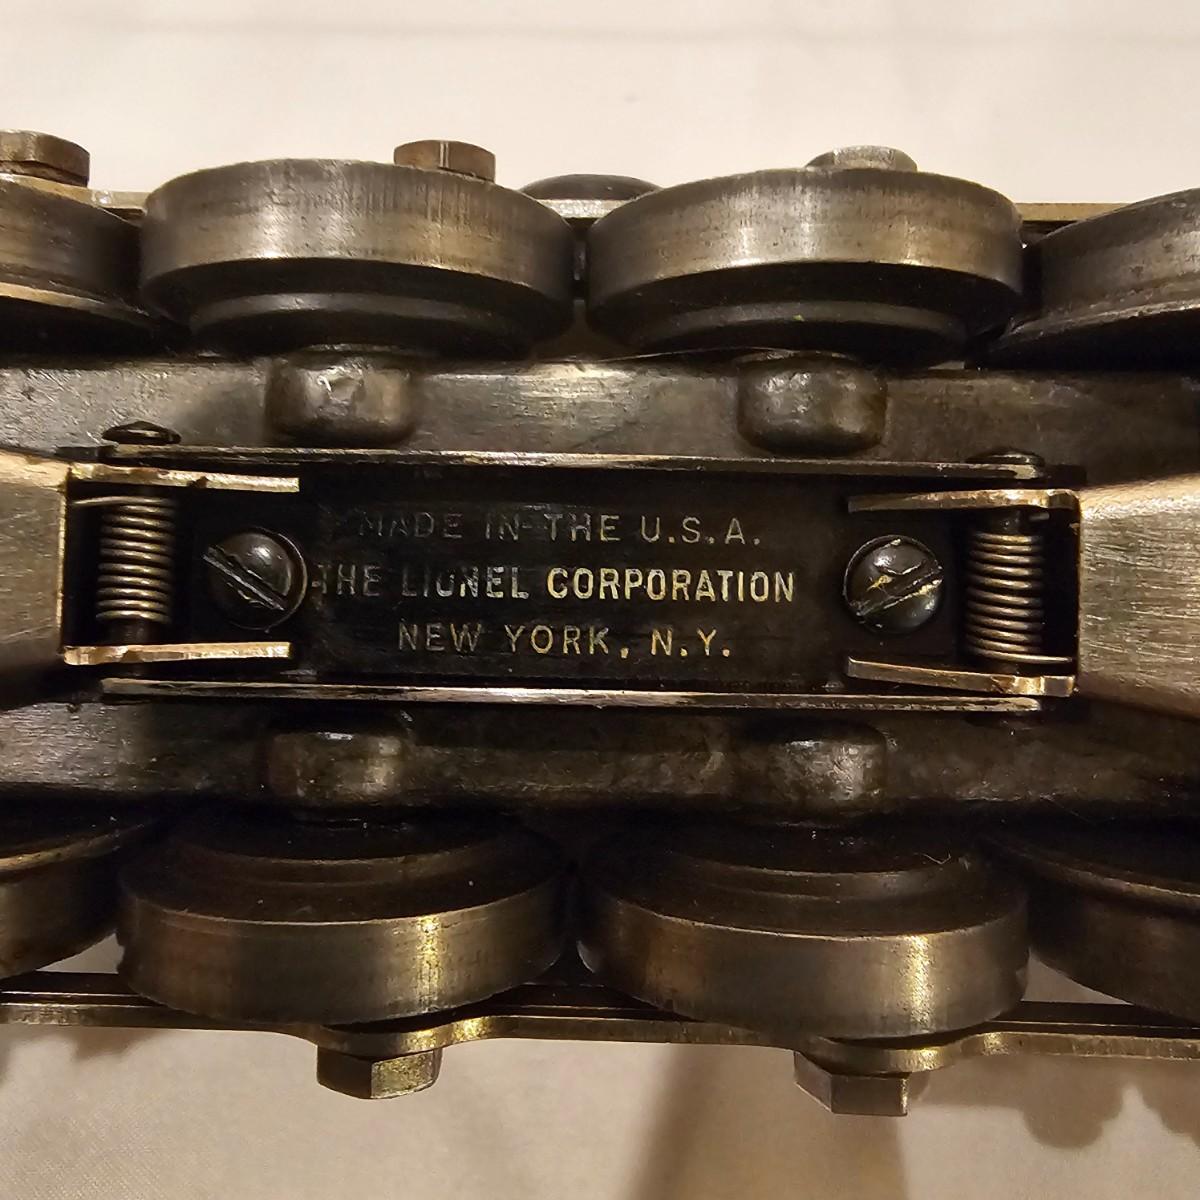 MADE IN THE U.S.A.
THE LIONEL CORPORATION
NEW YORK, N.Y.